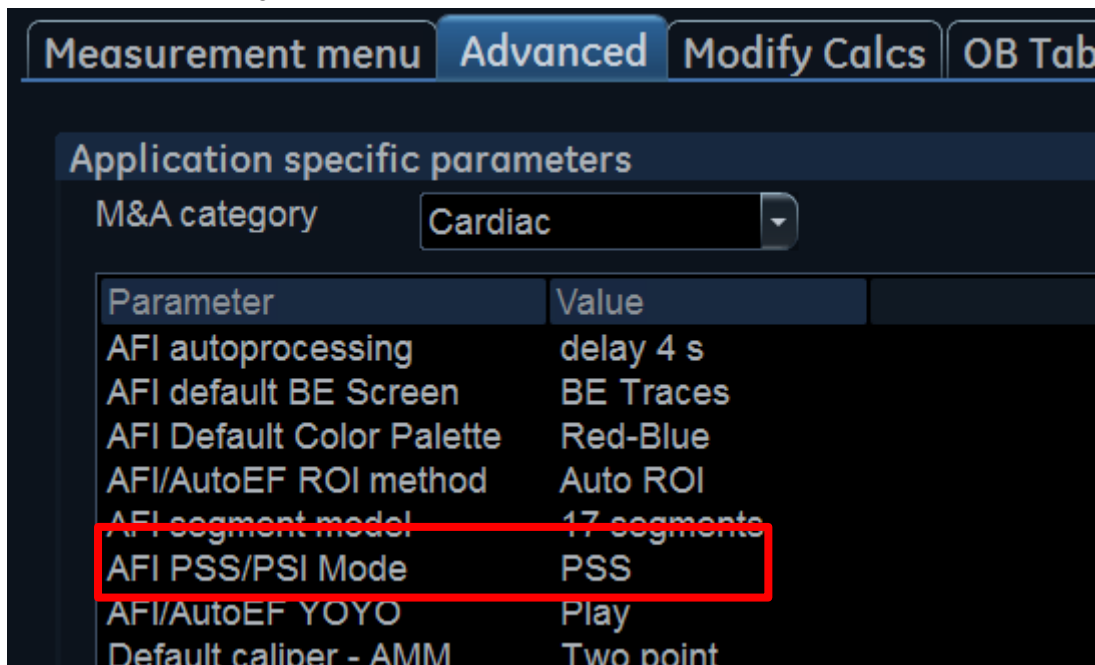 Measurement menu Advanced Modify Calcs OB Tab
Application specific parameters
M&A category Cardiac
Parameter Value
AFI autoprocessing delay 4 s
AFI default BE Screen BE Traces
AFI Default Color Palette Red-Blue
AFI/AutoEF ROI method Auto ROI
AFI segment model 17 segments
AFI PSS/PSI Mode PSS
AFI/AutoEF YOYO Play
Default caliper - AMM Two point